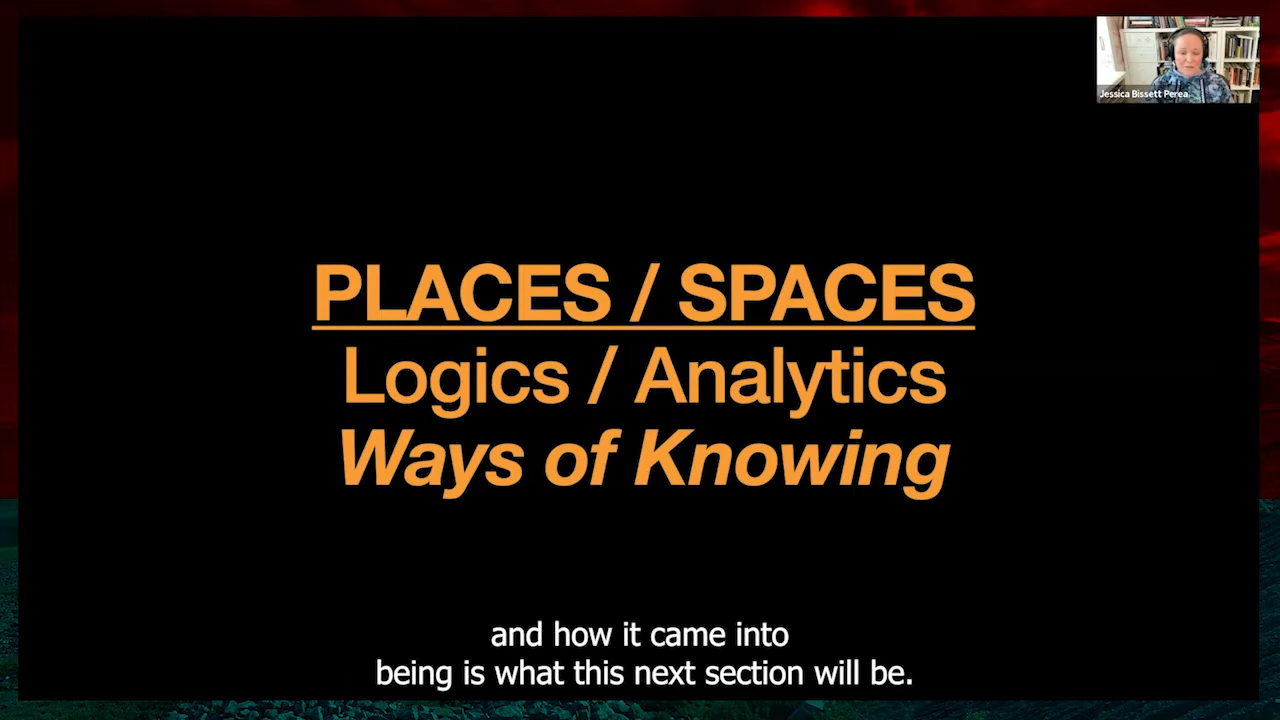 Jessica Bissett Perea
PLACES / SPACES
Logics / Analytics
Ways of Knowing
and how it came into
being is what this next section will be.